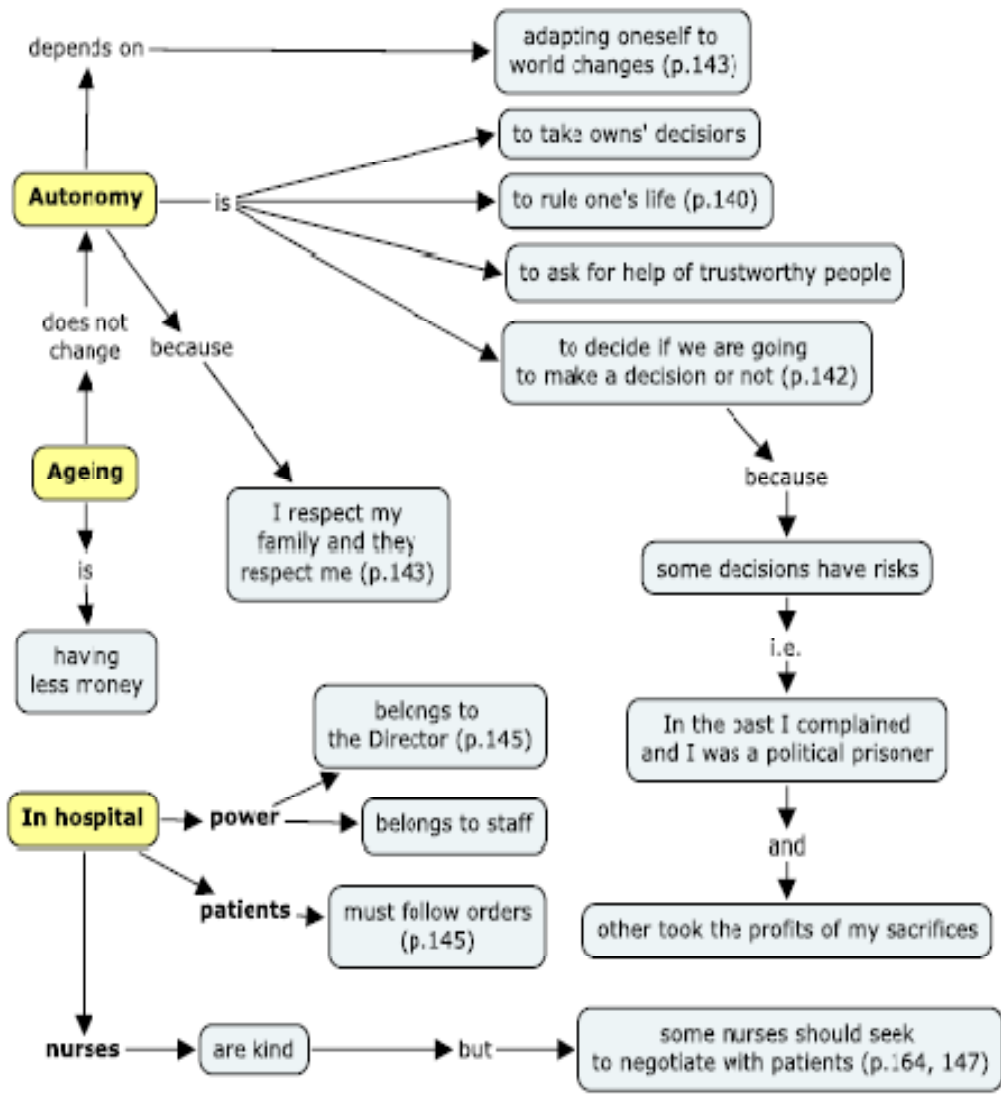 depends on
adapting oneself to
world changes (p.143)
to take owns' decisions
Autonomy
is
to rule one's life (p.140)
to ask for help of trustworthy people
does not
change
because
to decide if we are going
to make a decision or not (p.142)
Ageing
because
I respect my
family and they
respect me (p.143)
is
some decisions have risks
i.e.
having
less money
belongs to
the Director (p.145)
In the past I complained
and I was a political prisoner
In hospital
power
belongs to staff
and
patients
must follow orders
(p.145)
other took the profits of my sacrifices
nurses
are kind
but
some nurses should seek
to negotiate with patients (p.164, 147)